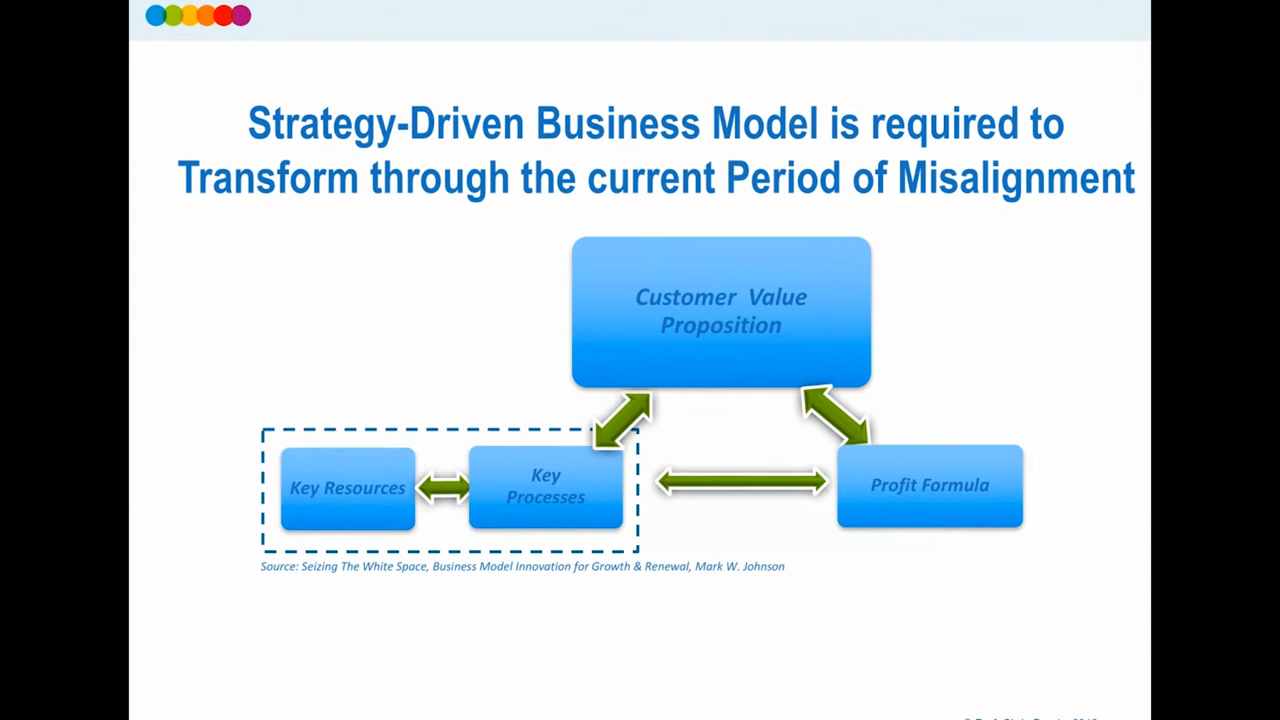 Strategy-Driven Business Model is required to
Transform through the current Period of Misalignment
Customer Value
Proposition
Key Resources
Key
Processes
Profit Formula
Source: Seizing The White Space, Business Model Innovation for Growth & Renewal, Mark W. Johnson